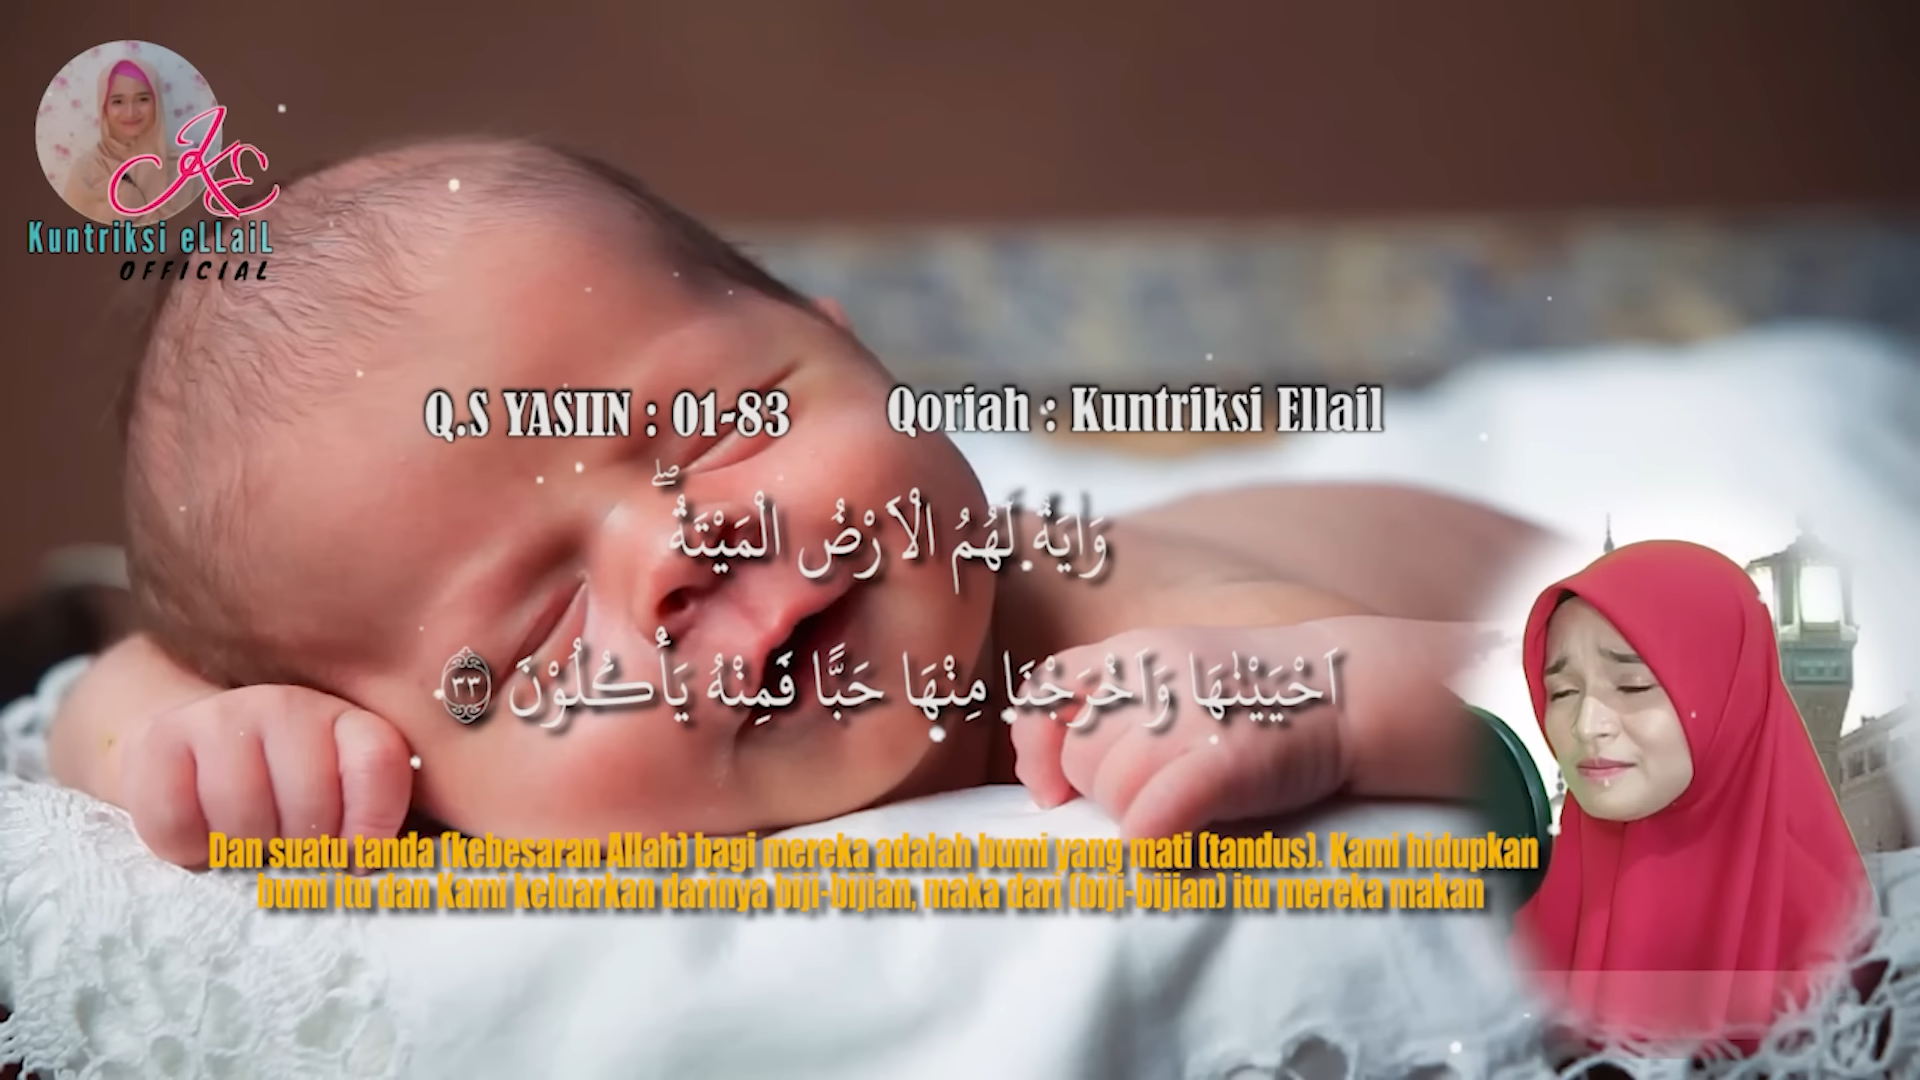 KE
Kuntriksi eLLaiL
OFFICIAL
Q.S YASIIN : 01-83 Qoriah : Kuntriksi Ellail
وَاٰيَةٌ لَّهُمُ الْاَرْضُ الْمَيْتَةُ ۖ
اَحْيَيْنٰهَا وَاَخْرَجْنَا مِنْهَا حَبًّا فَمِنْهُ يَأْكُلُوْنَ ٣٣
Dan suatu tanda (kebesaran Allah) bagi mereka adalah bumi yang mati (tandus). Kami hidupkan
bumi itu dan Kami keluarkan darinya biji-bijian, maka dari (biji-bijian) itu mereka makan